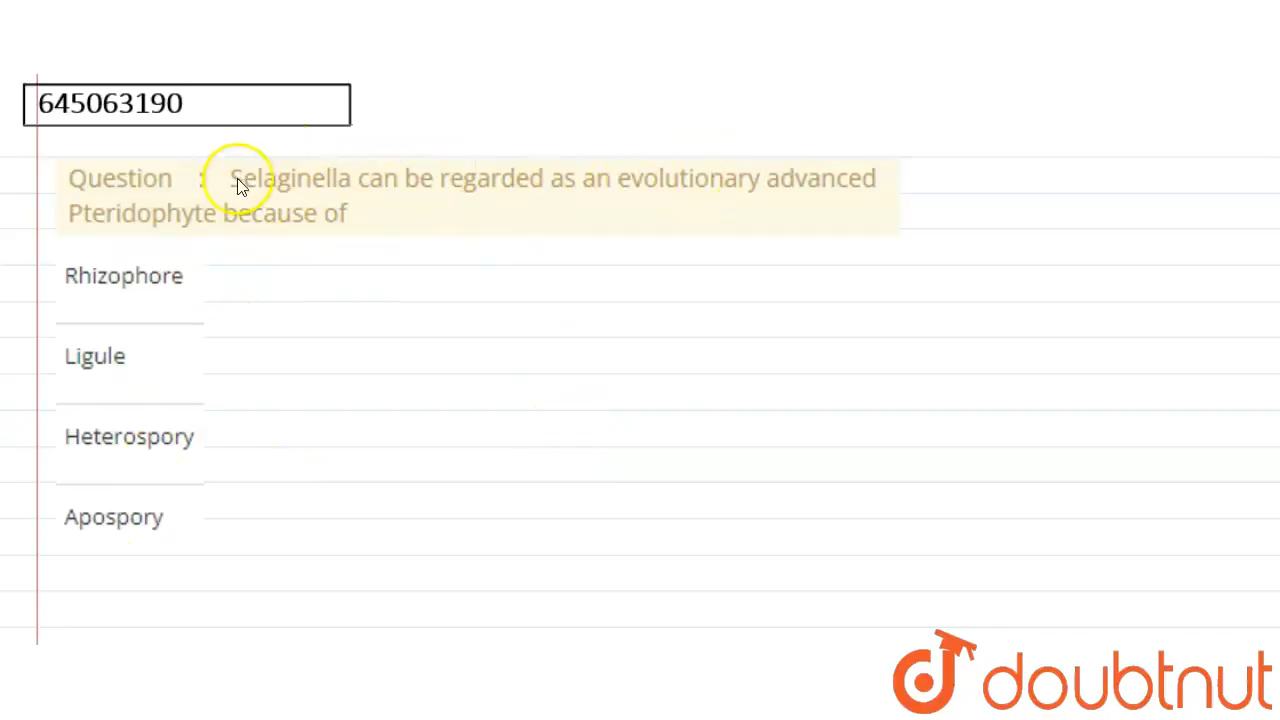 645063190
Question : Selaginella can be regarded as an evolutionary advanced
Pteridophyte because of
Rhizophore
Ligule
Heterospory
Apospory
doubtnut